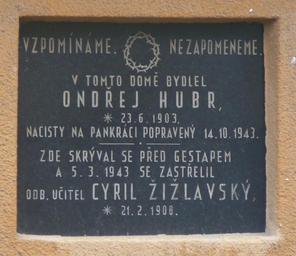 VZPOMÍNÁME. NEZAPOMENEME.
V TOMTO DOMĚ BYDLEL
ONDŘEJ HUBR,
* 23.6.1903,
NACISTY NA PANKRÁCI POPRAVENÝ 14.10.1943.
ZDE SKRÝVAL SE PŘED GESTAPEM
A 5.3.1943 SE ZASTŘELIL
ODB. UČITEL CYRIL ŽIŽLAVSKÝ,
* 21.2.1908.